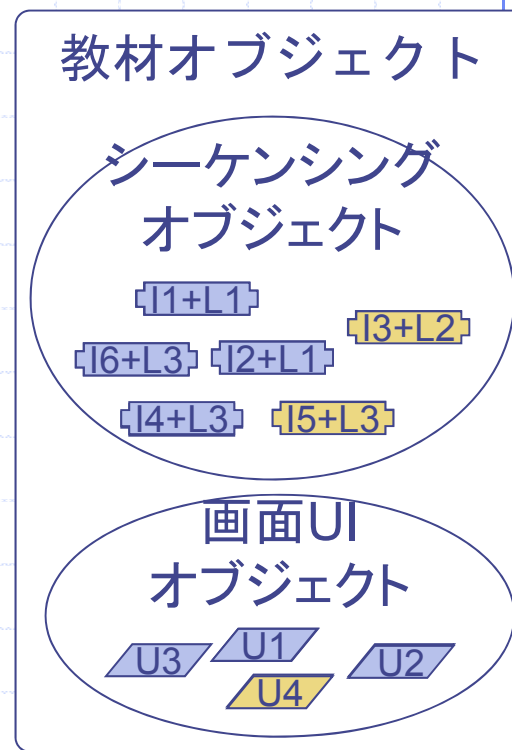 教材オブジェクト
シーケンシング
オブジェクト
I1+L1
I3+L2
I6+L3
I2+L1
I4+L3
I5+L3
画面UI
オブジェクト
U3
U1
U2
U4